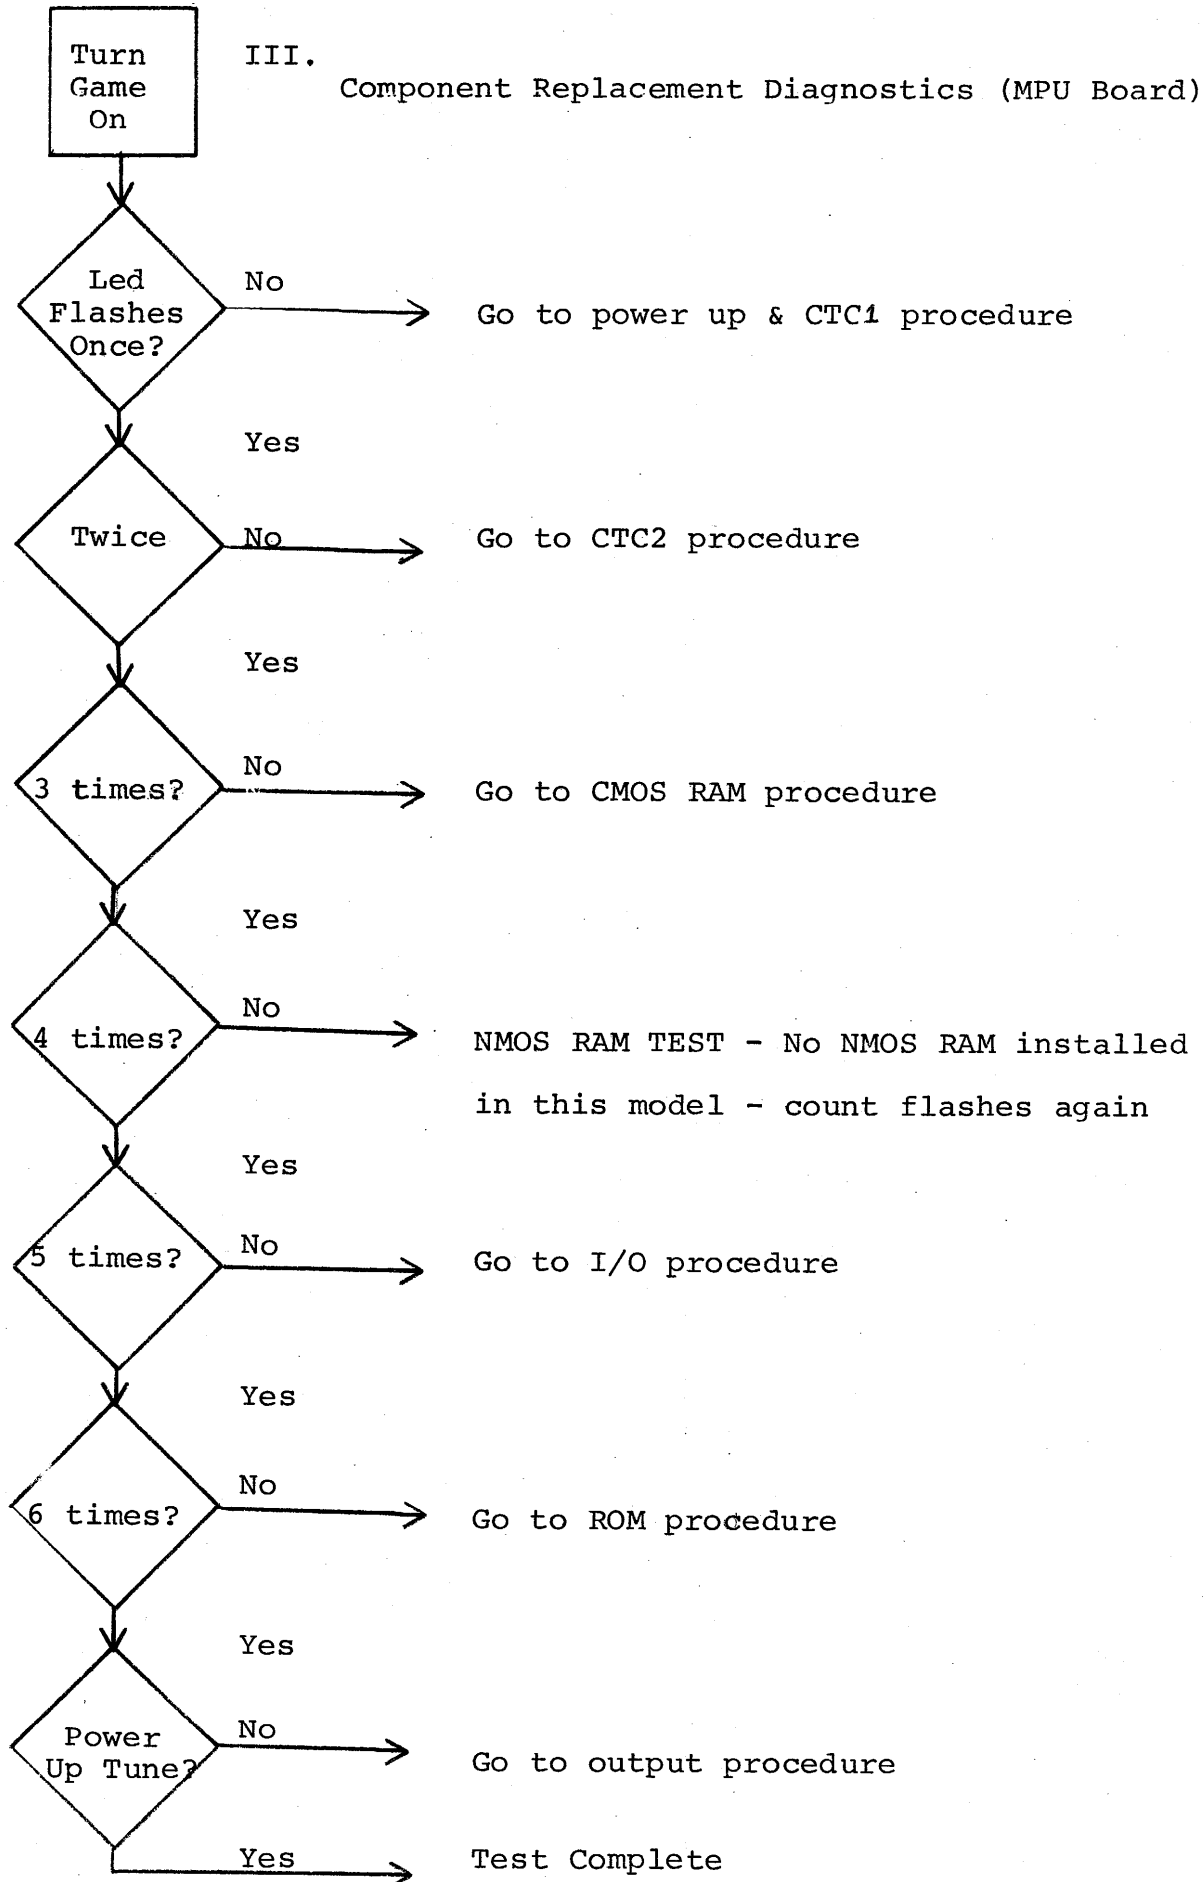 Turn
Game
On
III.
Component Replacement Diagnostics (MPU Board)
Led
Flashes
Once?
No
Go to power up & CTC1 procedure
Yes
Twice
No
Go to CTC2 procedure
Yes
3 times?
No
Go to CMOS RAM procedure
Yes
4 times?
No
NMOS RAM TEST - No NMOS RAM installed
in this model - count flashes again
Yes
5 times?
No
Go to I/O procedure
Yes
6 times?
No
Go to ROM procedure
Yes
Power
Up Tune?
No
Go to output procedure
Yes
Test Complete